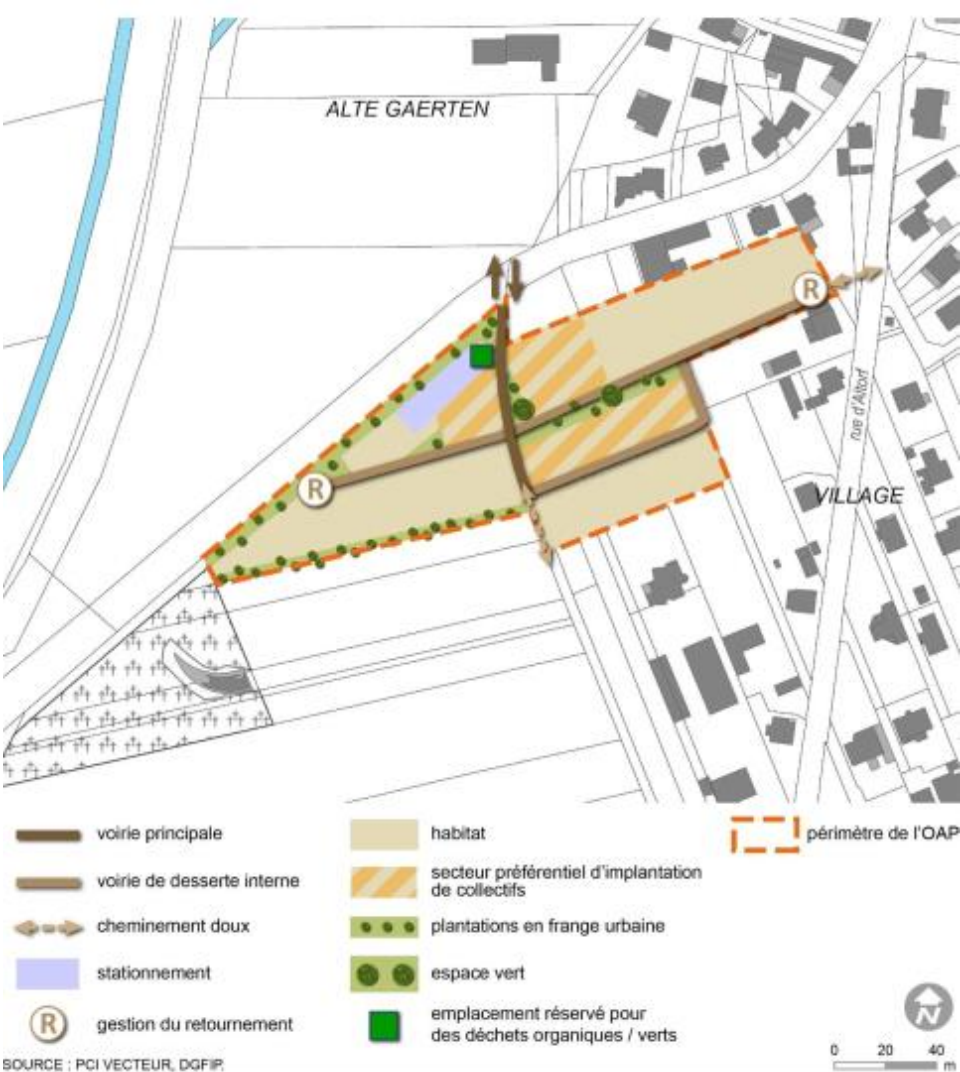 ALTE GAERTEN
R
rue d'Altorf
VILLAGE
R
voirie principale
voirie de desserte interne
cheminement doux
stationnement
R
gestion du retournement
habitat
secteur préférentiel d'implantation
de collectifs
plantations en frange urbaine
espace vert
emplacement réservé pour
des déchets organiques / verts
périmètre de l'OAP
N
0 20 40
m
SOURCE : PCI VECTEUR, DGFIP.